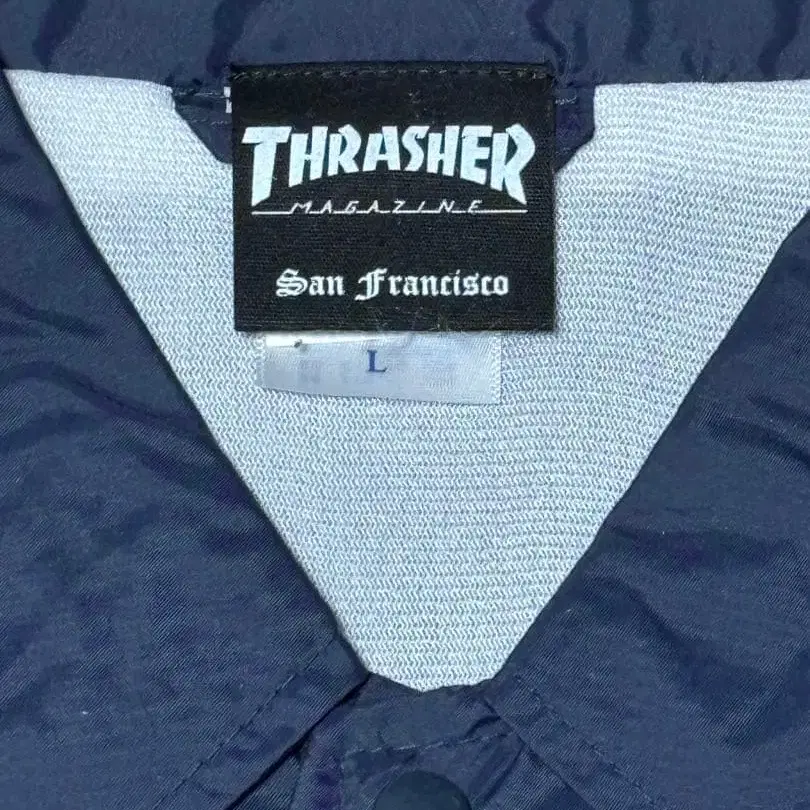 THRASHER
MAGAZINE
San Francisco
L